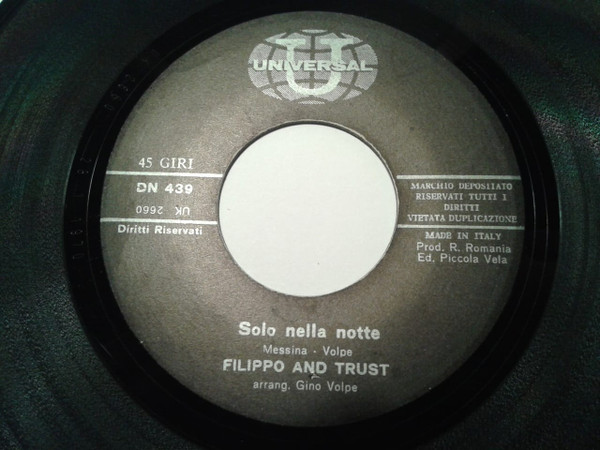 U
UNIVERSAL
45 GIRI
DN 439
UK 2660
Diritti Riservati
MARCHIO DEPOSITATO
RISERVATI TUTTI I
DIRITTI
VIETATA DUPLICAZIONE
MADE IN ITALY
Prod. R. Romania
Ed. Piccola Vela
Solo nella notte
Messina - Volpe
FILIPPO AND TRUST
arrang. Gino Volpe